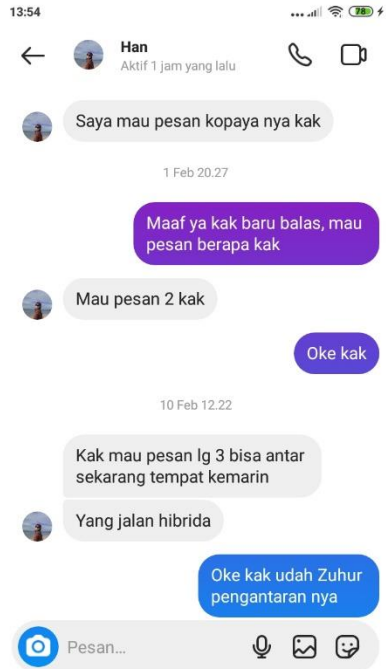 13:54
78
Han
Aktif 1 jam yang lalu
Saya mau pesan kopaya nya kak
1 Feb 20.27
Maaf ya kak baru balas, mau
pesan berapa kak
Mau pesan 2 kak
Oke kak
10 Feb 12.22
Kak mau pesan lg 3 bisa antar
sekarang tempat kemarin
Yang jalan hibrida
Oke kak udah Zuhur
pengantaran nya
Pesan...